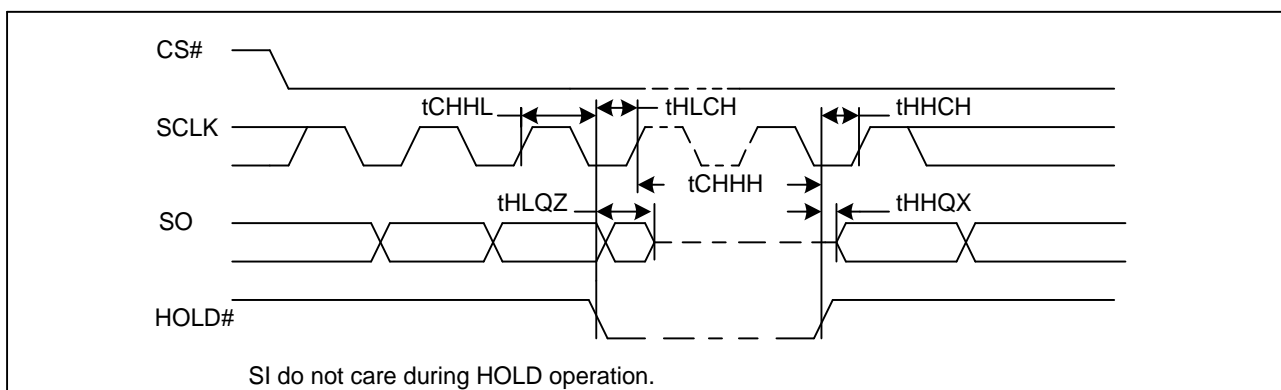 CS#
tCHHL
tHLCH
tHHCH
SCLK
tCHHH
tHLQZ
tHHQX
SO
HOLD#
SI do not care during HOLD operation.